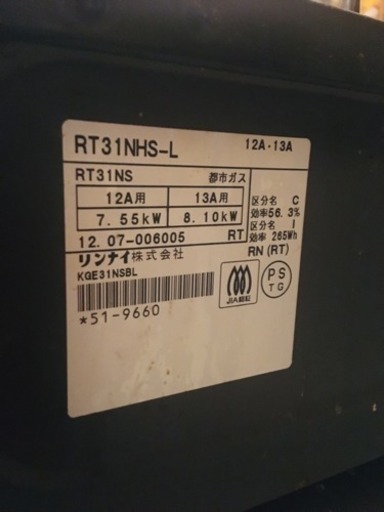 RT31NHS-L 12A・13A
RT31NS 都市ガス
12A用 13A用
7.55kW 8.10kW
区分名 C
効率56.3%
区分名 I
効率 265Wh
12.07-006005 RT
RN (RT)
リンナイ株式会社
KGE31NSBL
JIA認証
PS
TG
*51-9660